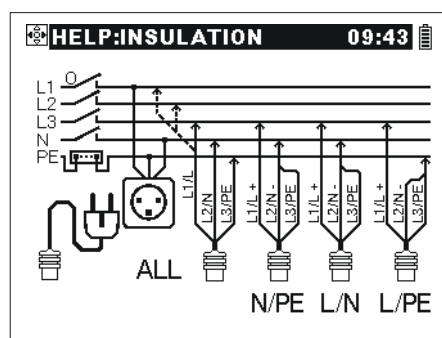 HELP:INSULATION 09:43
L1 O
L2
L3
N
PE
L1/L
L2/N
L3/PE
L1/L +
L2/N -
L3/PE
L1/L +
L2/N -
L3/PE
L1/L +
L2/N -
L3/PE
ALL
N/PE L/N L/PE